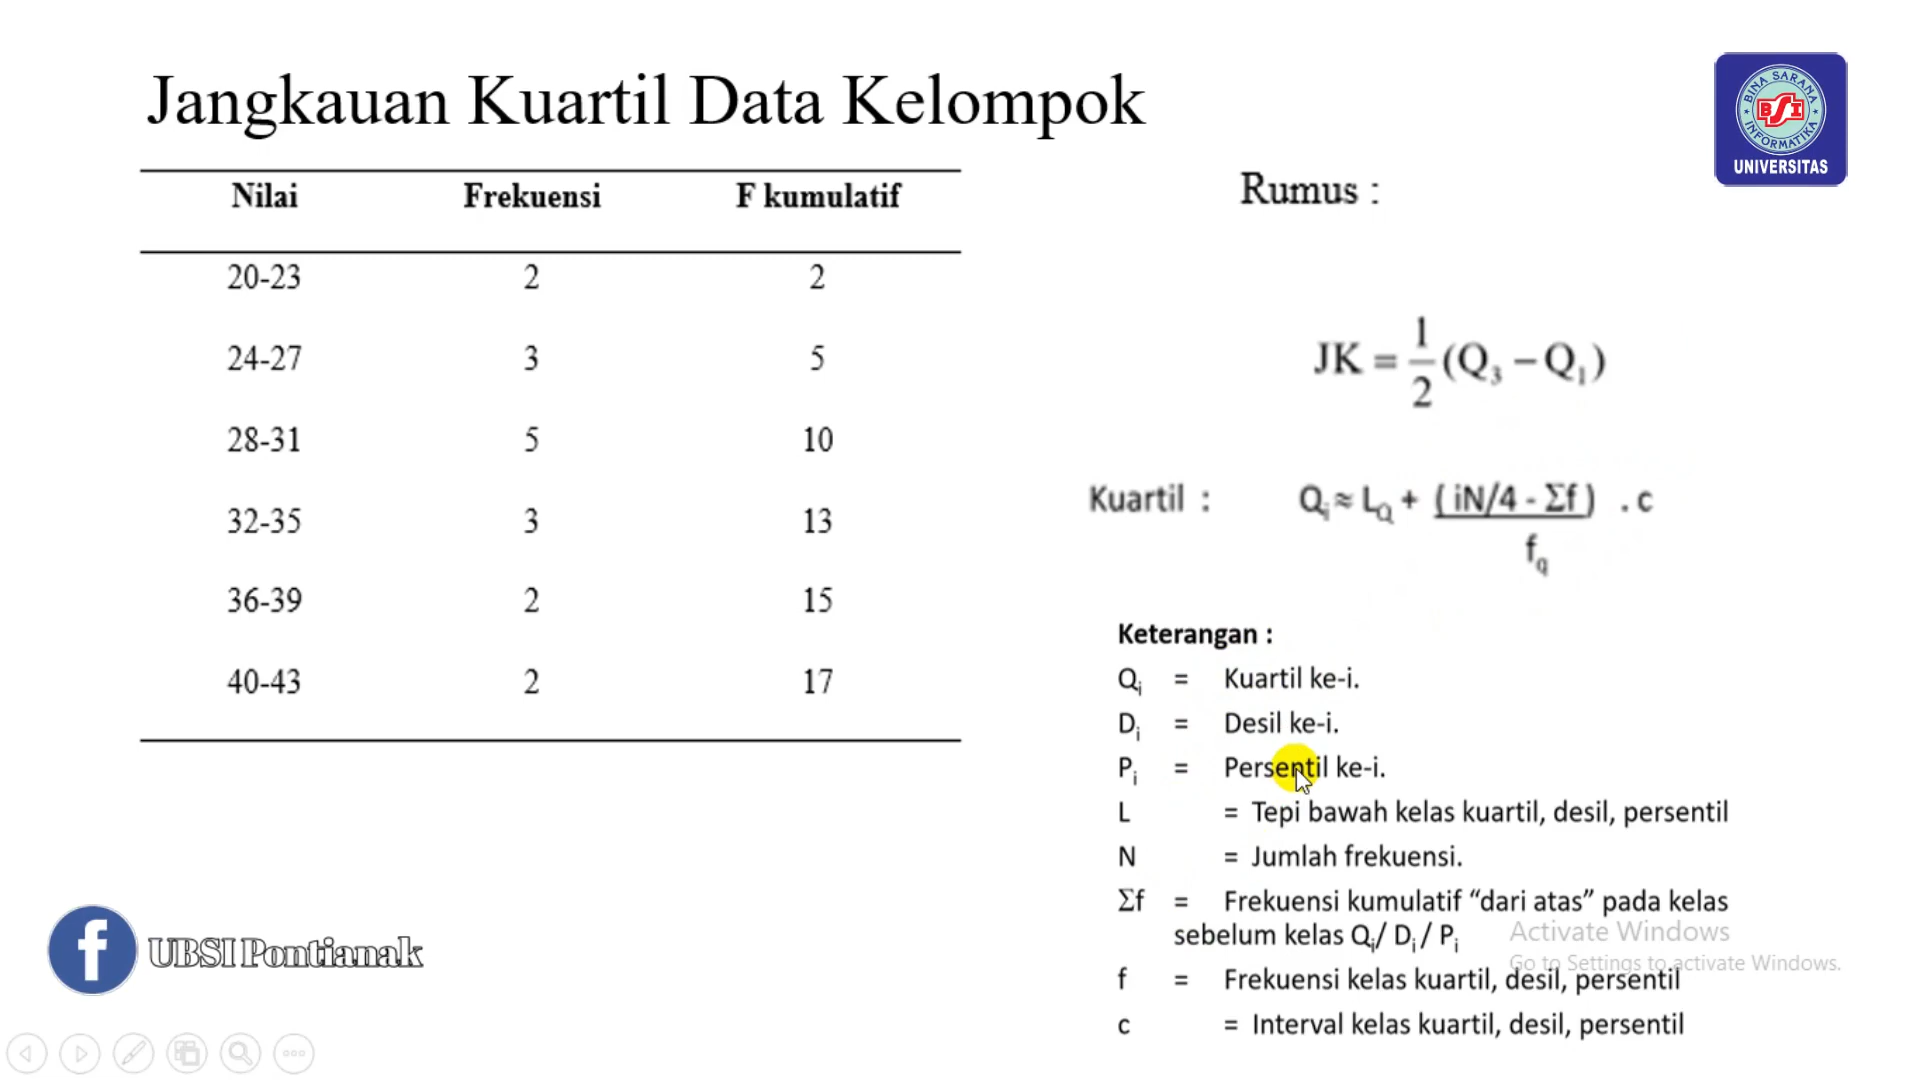 Jangkauan Kuartil Data Kelompok
BINA SARANA
BSI
INFORMATIKA
UNIVERSITAS
Nilai Frekuensi F kumulatif
20-23 2 2
24-27 3 5
28-31 5 10
32-35 3 13
36-39 2 15
40-43 2 17
Rumus :
JK = 1/2 (Q₃ − Q₁)
Kuartil : Qᵢ ≈ L_Q + ( iN/4 - Σf ) / f_q . c
Keterangan :
Qᵢ = Kuartil ke-i.
Dᵢ = Desil ke-i.
Pᵢ = Persentil ke-i.
L = Tepi bawah kelas kuartil, desil, persentil
N = Jumlah frekuensi.
Σf = Frekuensi kumulatif “dari atas” pada kelas
sebelum kelas Qᵢ/ Dᵢ / Pᵢ
f = Frekuensi kelas kuartil, desil, persentil
c = Interval kelas kuartil, desil, persentil
Activate Windows
Go to Settings to activate Windows.
f UBSI Pontianak